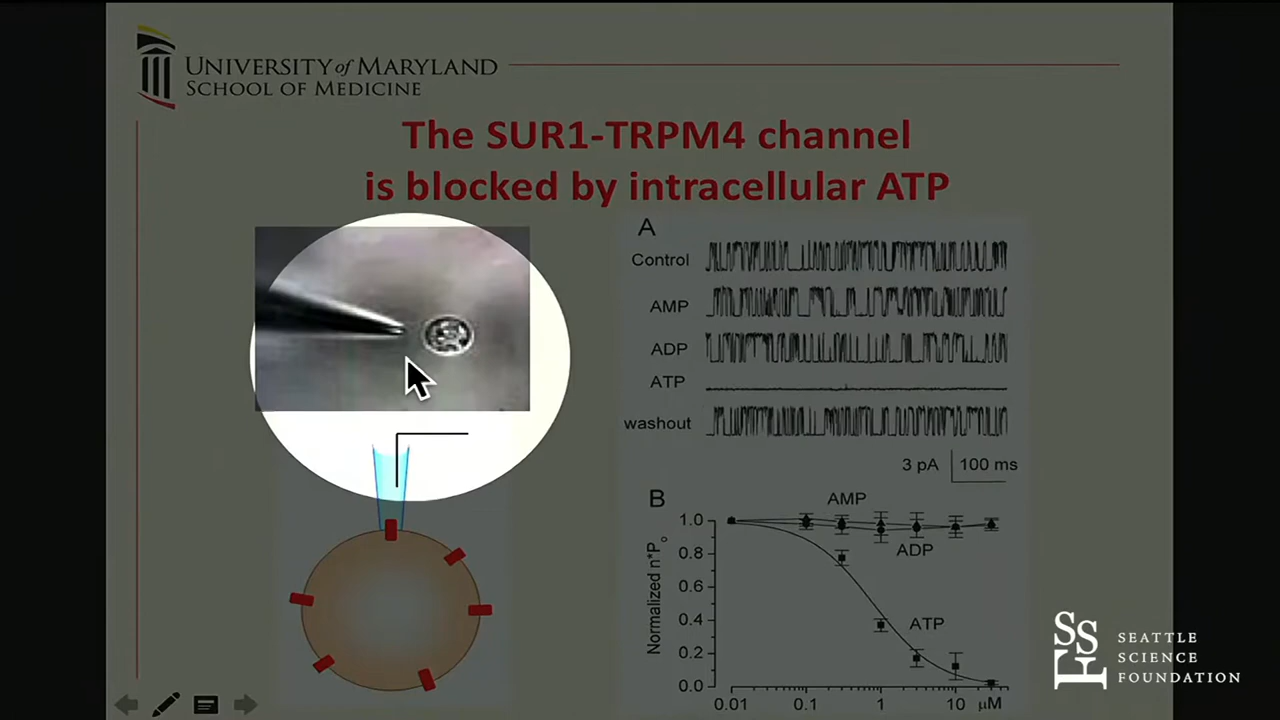 UNIVERSITY of MARYLAND
SCHOOL OF MEDICINE
The SUR1-TRPM4 channel
is blocked by intracellular ATP
A
Control
AMP
ADP
ATP
washout
3 pA 100 ms
B
AMP
ADP
ATP
Normalized n*Po
1.0
0.8
0.6
0.4
0.2
0.0
0.01 0.1 1 10 µM
SSF
SEATTLE
SCIENCE
FOUNDATION